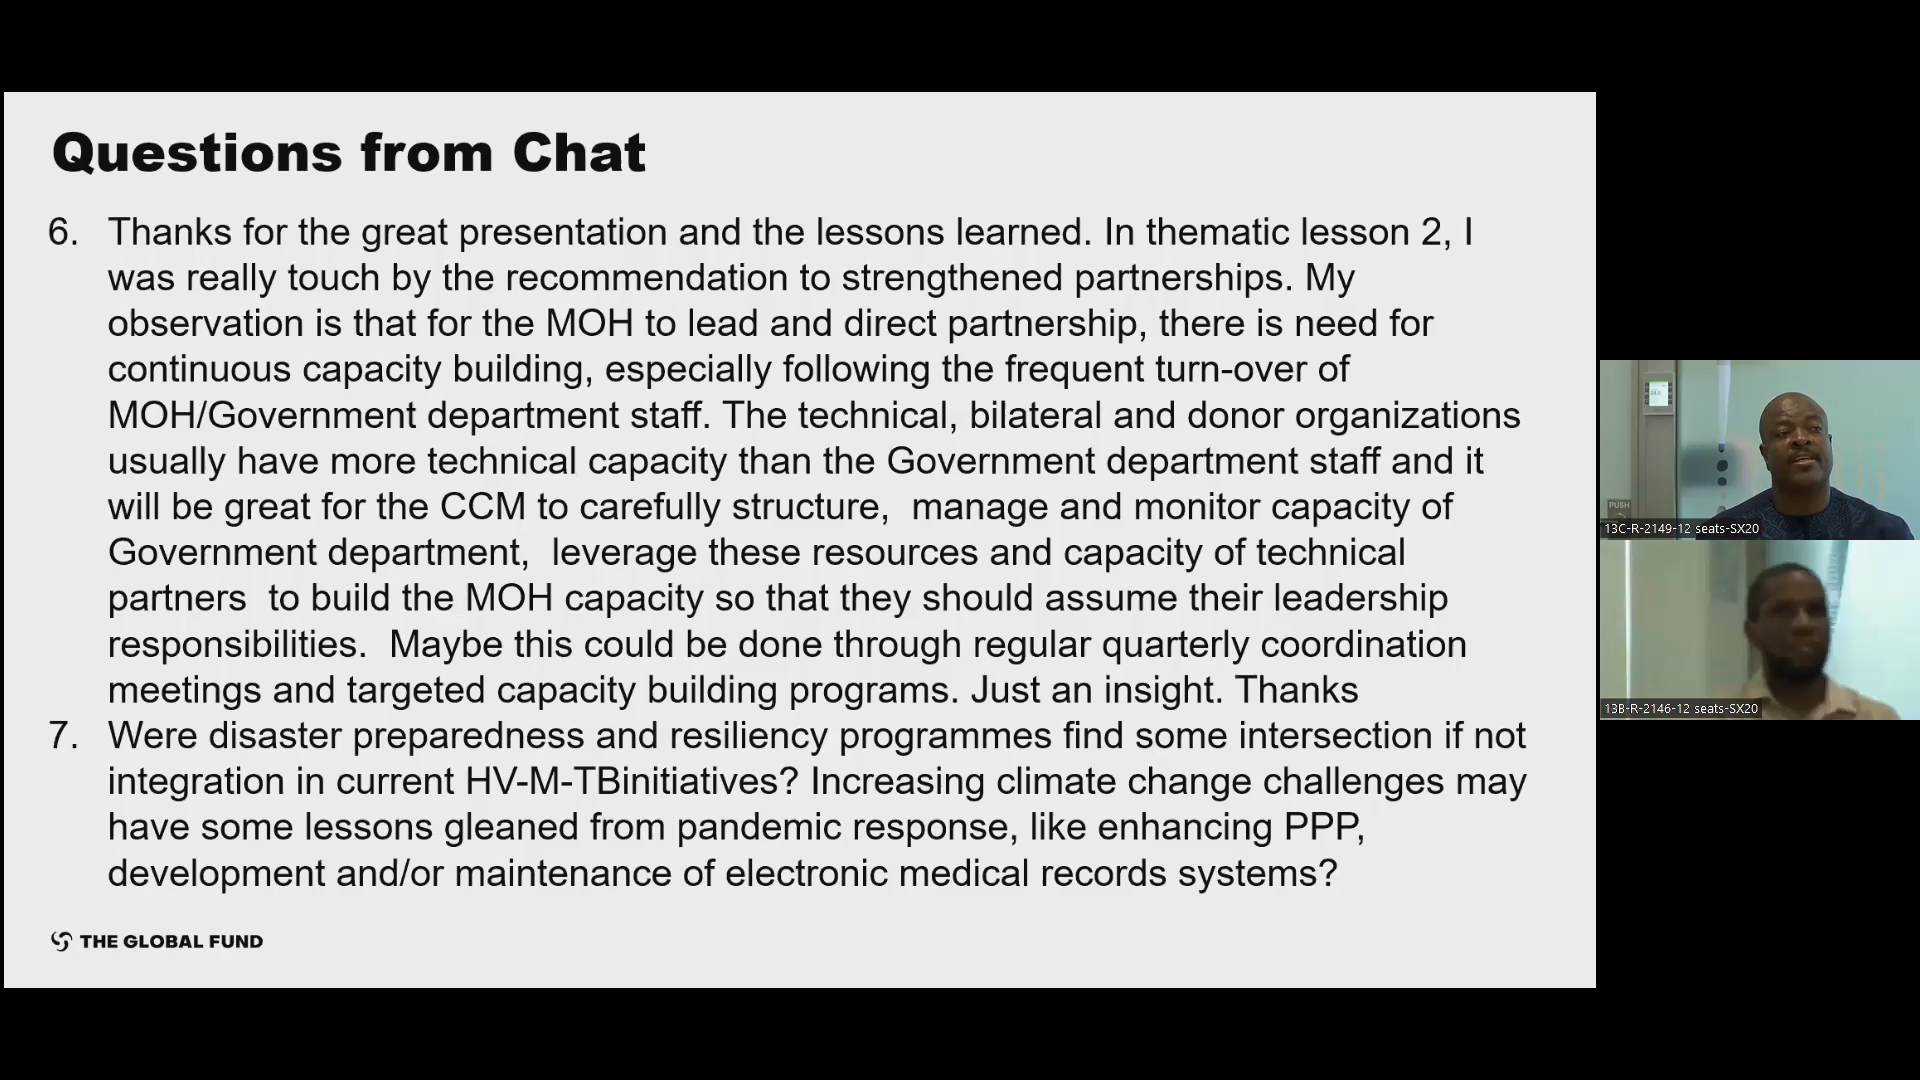 Questions from Chat
6. Thanks for the great presentation and the lessons learned. In thematic lesson 2, I
was really touch by the recommendation to strengthened partnerships. My
observation is that for the MOH to lead and direct partnership, there is need for
continuous capacity building, especially following the frequent turn-over of
MOH/Government department staff. The technical, bilateral and donor organizations
usually have more technical capacity than the Government department staff and it
will be great for the CCM to carefully structure,  manage and monitor capacity of
Government department,  leverage these resources and capacity of technical
partners  to build the MOH capacity so that they should assume their leadership
responsibilities.  Maybe this could be done through regular quarterly coordination
meetings and targeted capacity building programs. Just an insight. Thanks
7. Were disaster preparedness and resiliency programmes find some intersection if not
integration in current HV-M-TBinitiatives? Increasing climate change challenges may
have some lessons gleaned from pandemic response, like enhancing PPP,
development and/or maintenance of electronic medical records systems?
THE GLOBAL FUND
PUSH
13C-R-2149-12 seats-SX20
13B-R-2146-12 seats-SX20